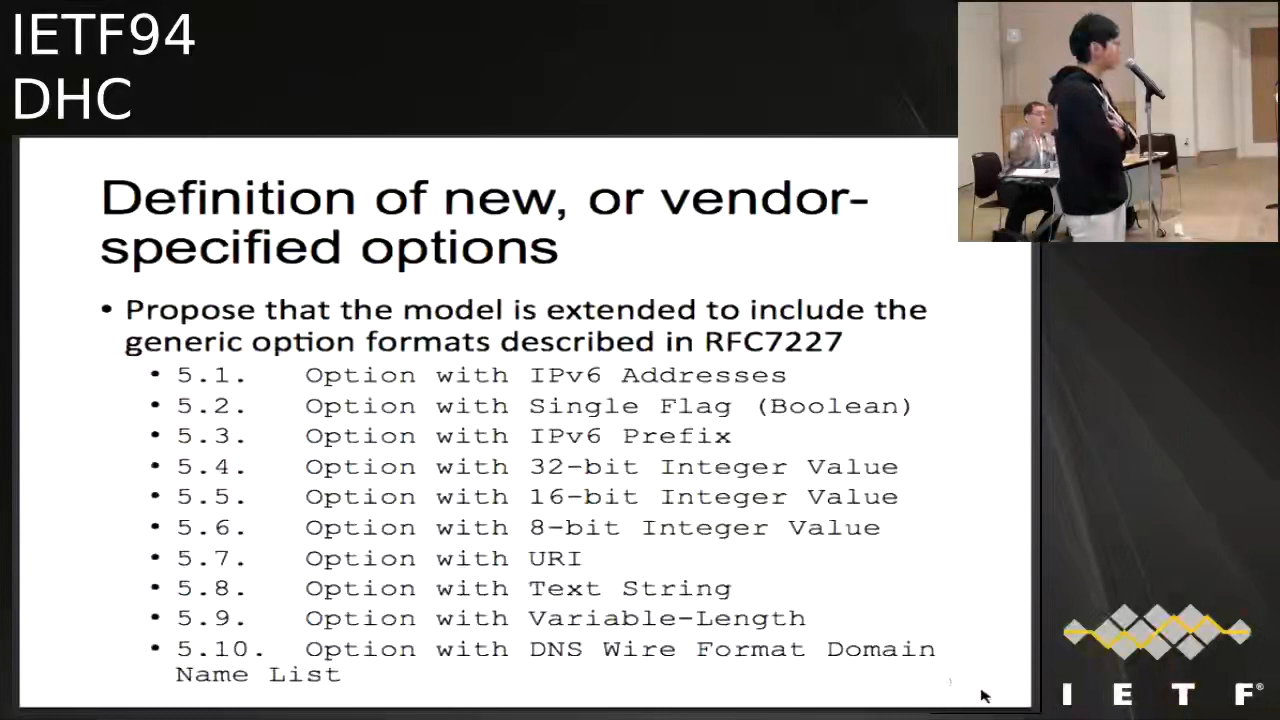 IETF94
DHC
Definition of new, or vendor-
specified options
• Propose that the model is extended to include the
generic option formats described in RFC7227
• 5.1. Option with IPv6 Addresses
• 5.2. Option with Single Flag (Boolean)
• 5.3. Option with IPv6 Prefix
• 5.4. Option with 32-bit Integer Value
• 5.5. Option with 16-bit Integer Value
• 5.6. Option with 8-bit Integer Value
• 5.7. Option with URI
• 5.8. Option with Text String
• 5.9. Option with Variable-Length
• 5.10. Option with DNS Wire Format Domain
Name List
I E T F®